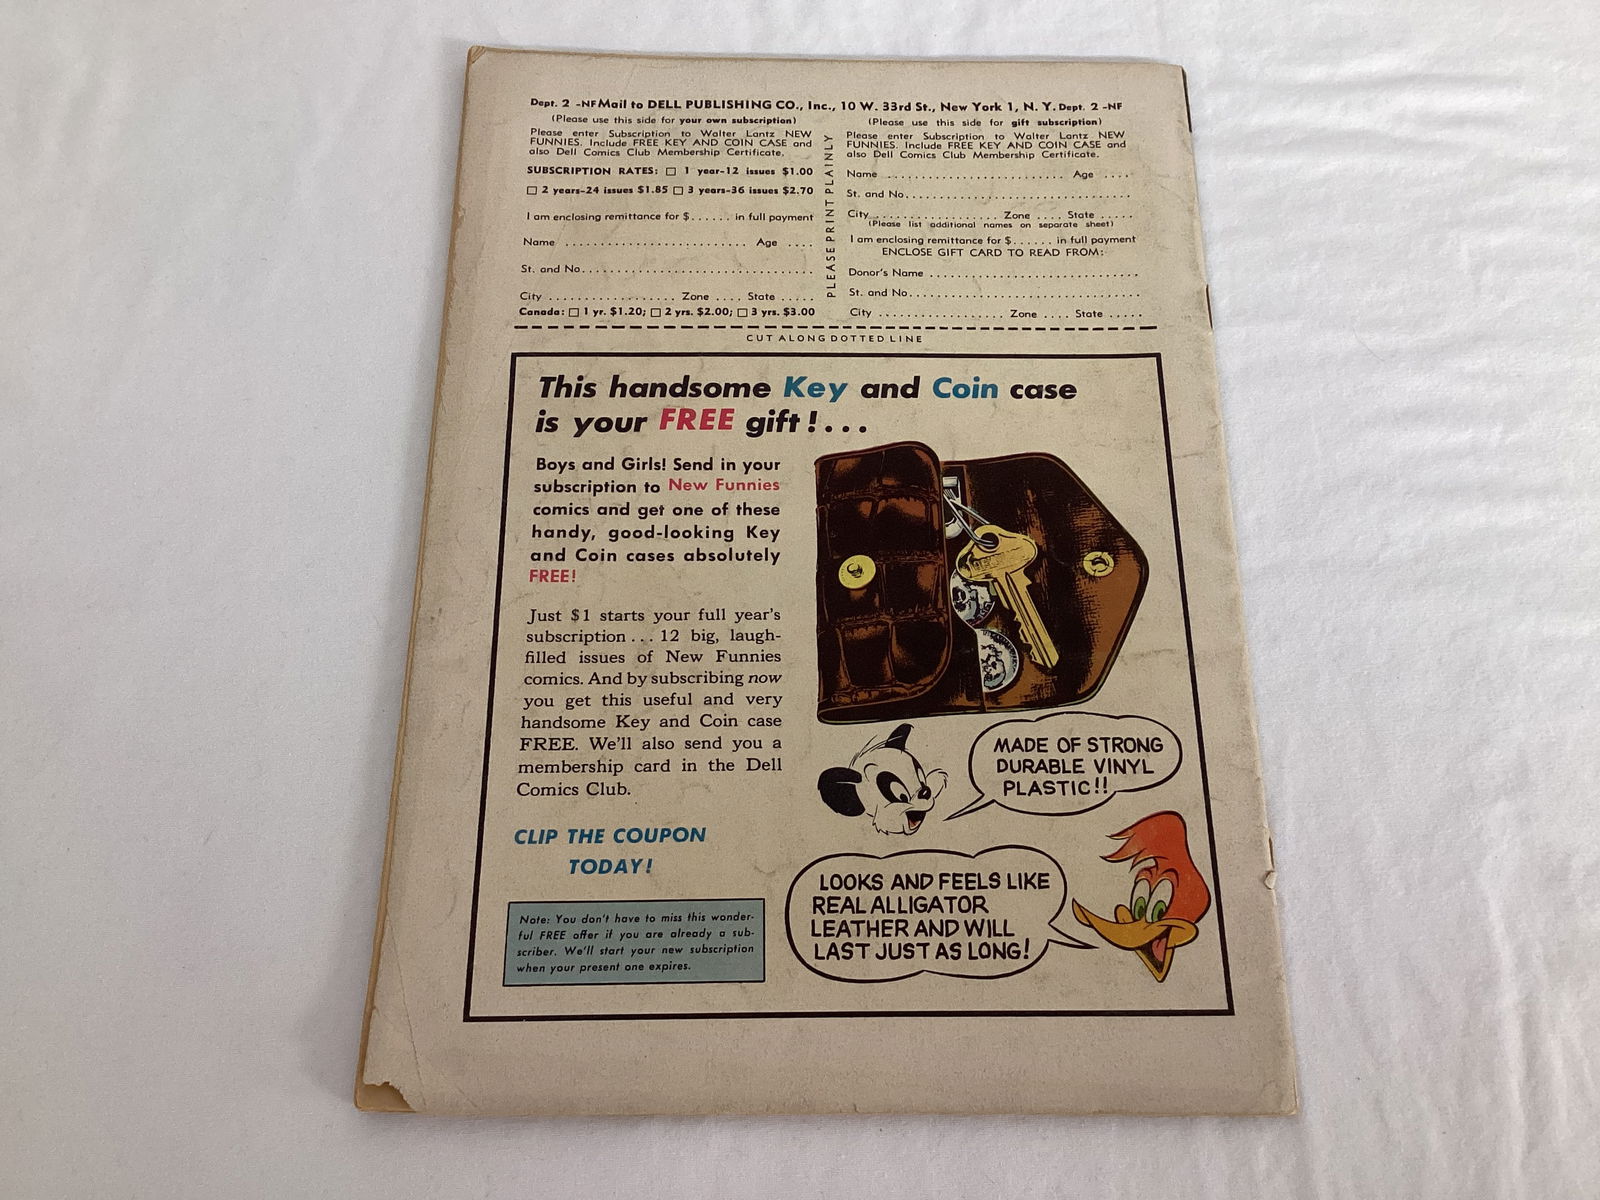 Dept. 2 -NF Mail to DELL PUBLISHING CO., Inc., 10 W. 33rd St., New York 1, N. Y. Dept. 2 -NF
(Please use this side for your own subscription)
Please enter Subscription to Walter Lantz NEW
FUNNIES. Include FREE KEY AND COIN CASE and
also Dell Comics Club Membership Certificate.
SUBSCRIPTION RATES: □ 1 year-12 issues $1.00
□ 2 years-24 issues $1.85 □ 3 years-36 issues $2.70
I am enclosing remittance for $...... in full payment
Name ............................ Age ....
St. and No....................................
City ................... Zone .... State .....
Canada: □ 1 yr. $1.20; □ 2 yrs. $2.00; □ 3 yrs. $3.00
PLEASE PRINT PLAINLY
(Please use this side for gift subscription)
Please enter Subscription to Walter Lantz NEW
FUNNIES. Include FREE KEY AND COIN CASE and
also Dell Comics Club Membership Certificate.
Name ............................ Age ....
St. and No..................................
City................... Zone .... State .....
(Please list additional names on separate sheet)
I am enclosing remittance for $...... in full payment
ENCLOSE GIFT CARD TO READ FROM:
Donor's Name ................................
St. and No...................................
City ................... Zone .... State .....
CUT ALONG DOTTED LINE
This handsome Key and Coin case
is your FREE gift!...
Boys and Girls! Send in your
subscription to New Funnies
comics and get one of these
handy, good-looking Key
and Coin cases absolutely
FREE!
Just $1 starts your full year's
subscription . . . 12 big, laugh-
filled issues of New Funnies
comics. And by subscribing now
you get this useful and very
handsome Key and Coin case
FREE. We'll also send you a
membership card in the Dell
Comics Club.
CLIP THE COUPON
TODAY!
Note: You don't have to miss this wonder-
ful FREE offer if you are already a sub-
scriber. We'll start your new subscription
when your present one expires.
MADE OF STRONG
DURABLE VINYL
PLASTIC!!
LOOKS AND FEELS LIKE
REAL ALLIGATOR
LEATHER AND WILL
LAST JUST AS LONG!